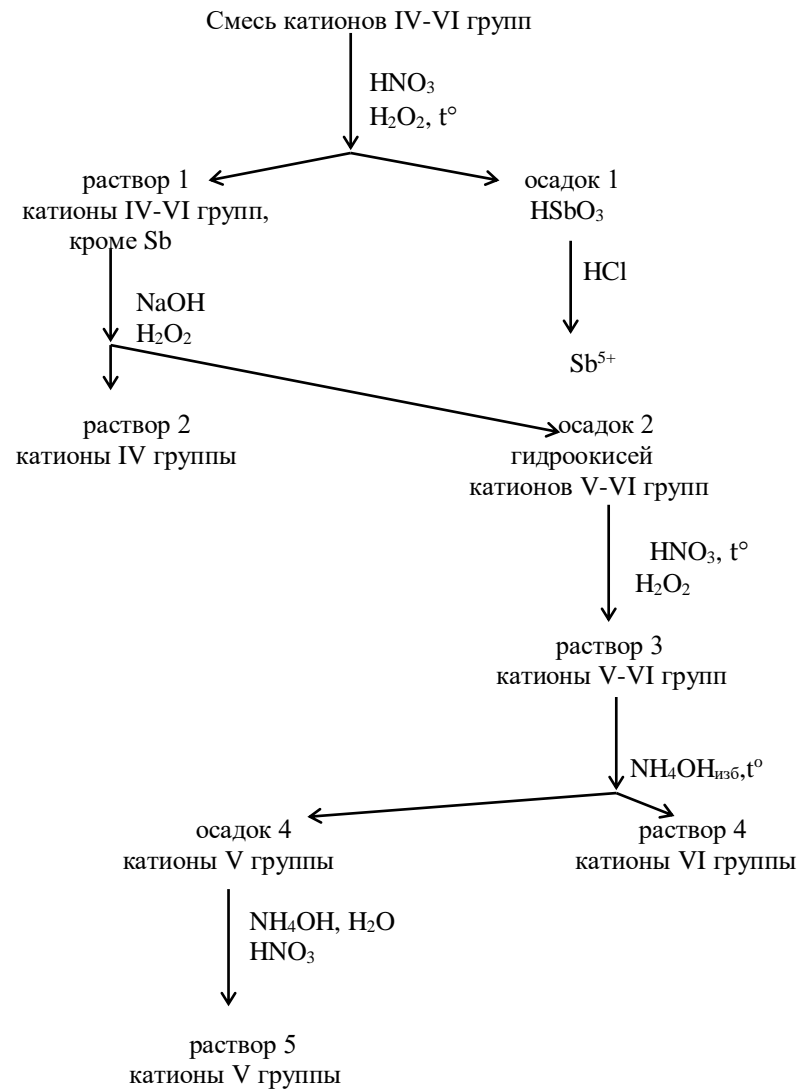 Смесь катионов IV-VI групп
HNO₃
H₂O₂, t°
раствор 1
катионы IV-VI групп,
кроме Sb
осадок 1
HSbO₃
HCl
NaOH
H₂O₂
Sb⁵⁺
раствор 2
катионы IV группы
осадок 2
гидроокисей
катионов V-VI групп
HNO₃, t°
H₂O₂
раствор 3
катионы V-VI групп
NH₄OHизб,t°
осадок 4
катионы V группы
раствор 4
катионы VI группы
NH₄OH, H₂O
HNO₃
раствор 5
катионы V группы